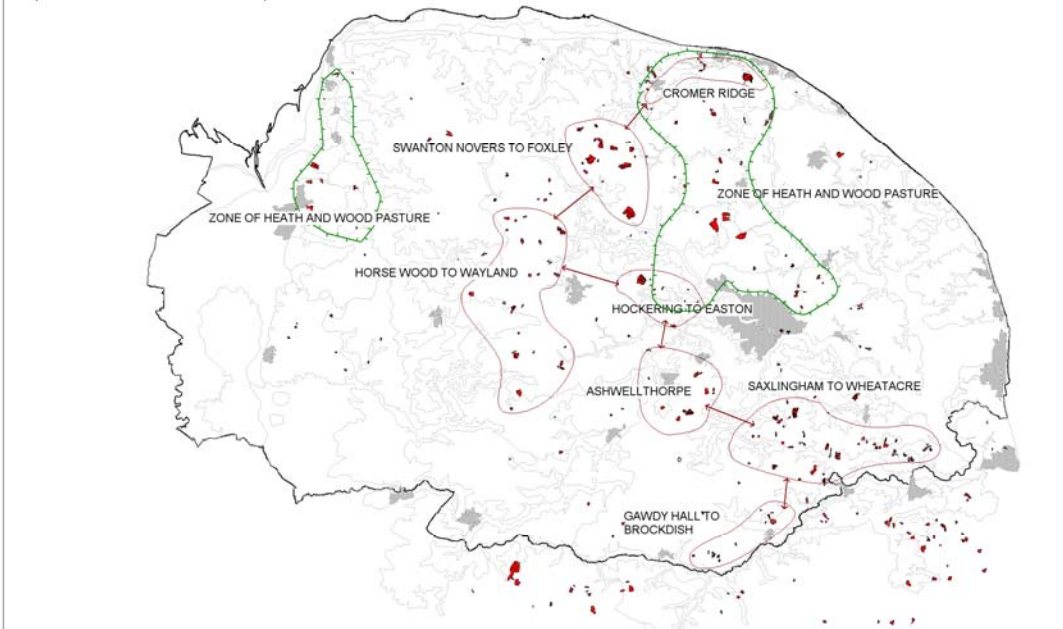 CROMER RIDGE
SWANTON NOVERS TO FOXLEY
ZONE OF HEATH AND WOOD PASTURE
ZONE OF HEATH AND WOOD PASTURE
HORSE WOOD TO WAYLAND
HOCKERING TO EASTON
ASHWELLTHORPE
SAXLINGHAM TO WHEATACRE
GAWDY HALL TO
BROCKDISH